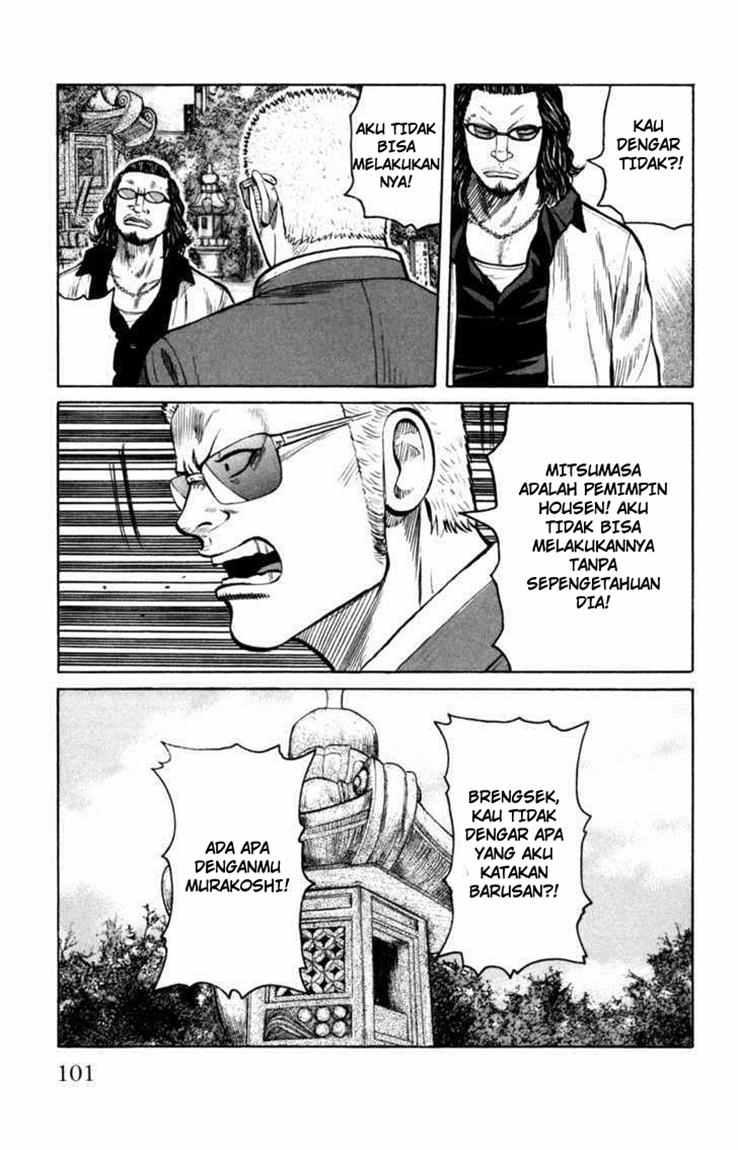 KAU
DENGAR
TIDAK?!
AKU TIDAK
BISA
MELAKUKAN
NYA!
MITSUMASA
ADALAH PEMIMPIN
HOUSEN! AKU
TIDAK BISA
MELAKUKANNYA
TANPA
SEPENGETAHUAN
DIA!
BRENGSEK,
KAU TIDAK
DENGAR APA
YANG AKU
KATAKAN
BARUSAN?!
ADA APA
DENGANMU
MURAKOSHI!
101